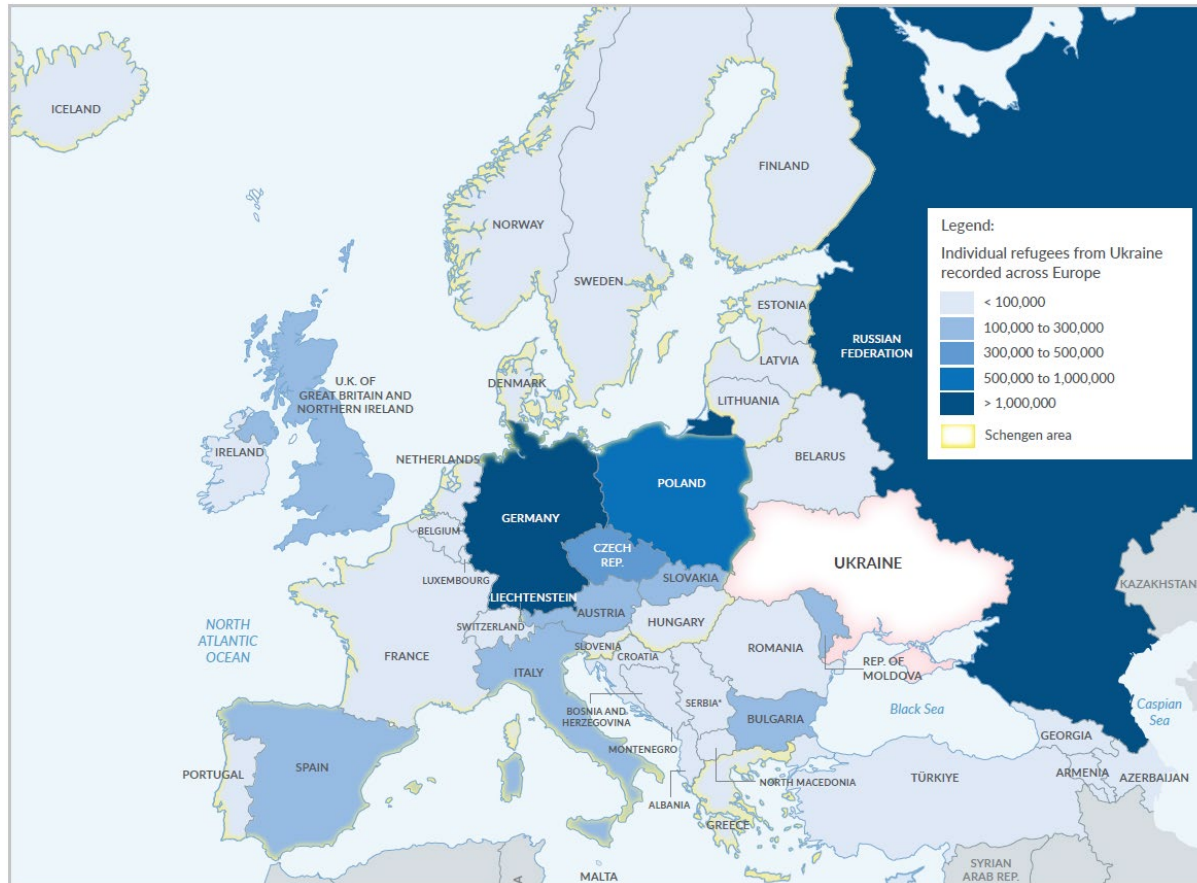 ICELAND
FINLAND
NORWAY
SWEDEN
ESTONIA
LATVIA
LITHUANIA
DENMARK
BELARUS
RUSSIAN
FEDERATION
Legend:
Individual refugees from Ukraine
recorded across Europe
< 100,000
100,000 to 300,000
300,000 to 500,000
500,000 to 1,000,000
> 1,000,000
Schengen area
U.K. OF
GREAT BRITAIN AND
NORTHERN IRELAND
IRELAND
NETHERLANDS
BELGIUM
LUXEMBOURG
GERMANY
POLAND
CZECH
REP.
SLOVAKIA
UKRAINE
KAZAKHSTAN
LIECHTENSTEIN
AUSTRIA
SWITZERLAND
HUNGARY
NORTH
ATLANTIC
OCEAN
FRANCE
SLOVENIA
CROATIA
ITALY
ROMANIA
REP. OF
MOLDOVA
BOSNIA AND
HERZEGOVINA
SERBIA*
MONTENEGRO
BULGARIA
Black Sea
Caspian
Sea
GEORGIA
ARMENIA
AZERBAIJAN
PORTUGAL
SPAIN
ALBANIA
NORTH MACEDONIA
TÜRKIYE
GREECE
MALTA
SYRIAN
ARAB REP.
A